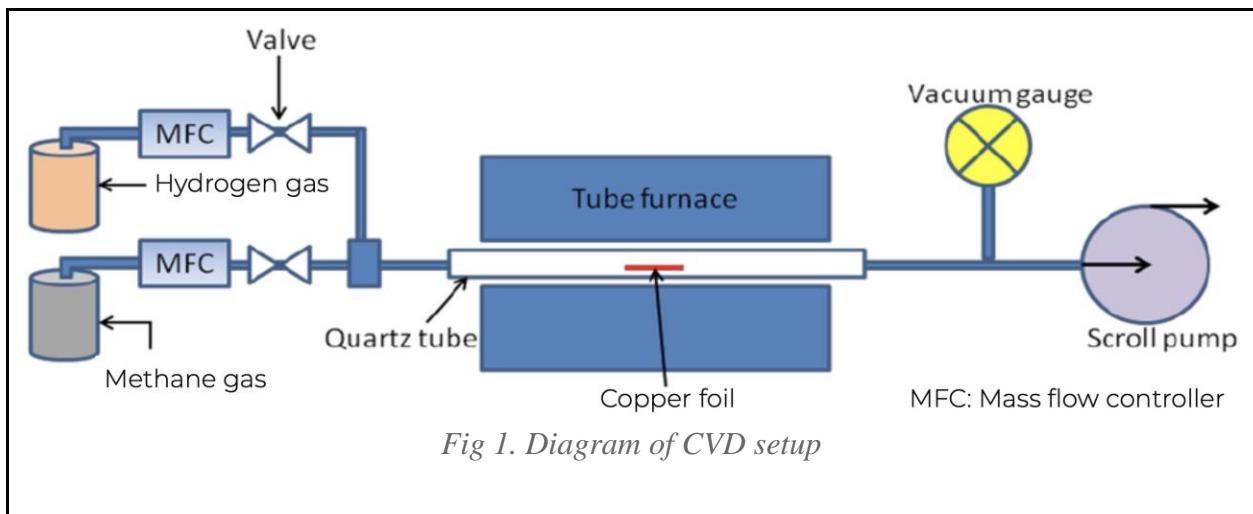 Valve
Vacuum gauge
MFC
Hydrogen gas
Tube furnace
MFC
Quartz tube
Scroll pump
Methane gas
Copper foil
MFC: Mass flow controller
Fig 1. Diagram of CVD setup